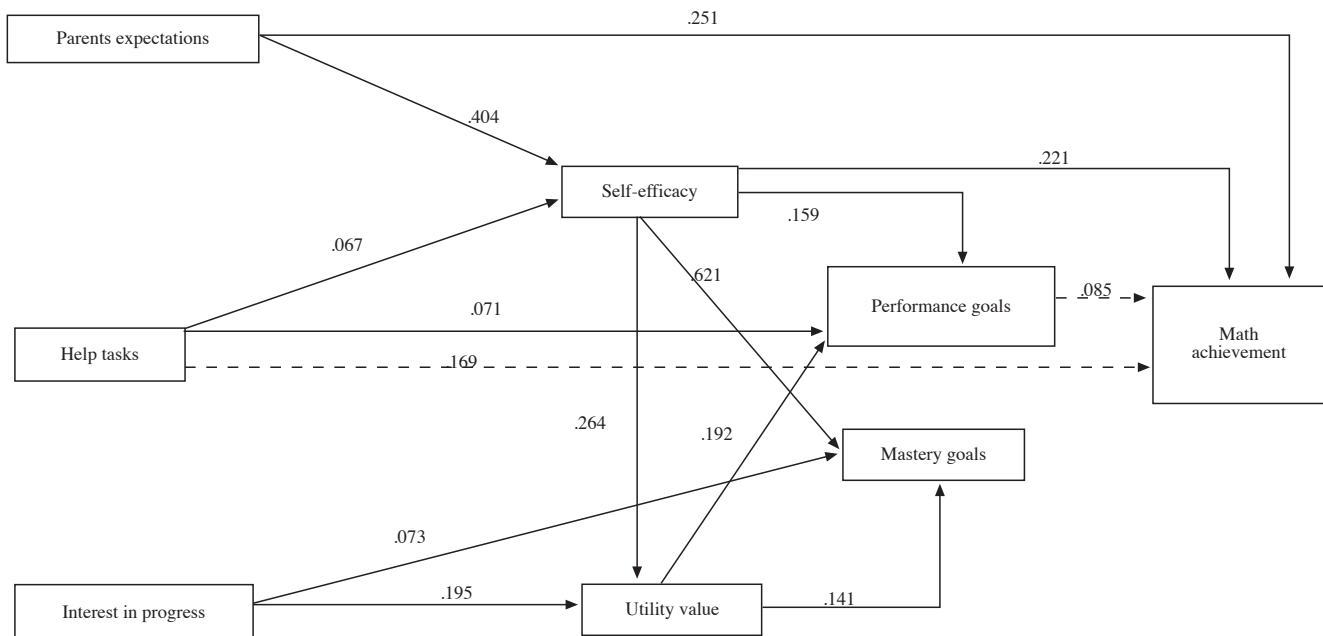 .251
Parents expectations
.404
.221
Self-efficacy
.159
.067
.621
.085
.071
Performance goals
Math
achievement
Help tasks
.169
.264
.192
Mastery goals
.073
.195
.141
Interest in progress
Utility value